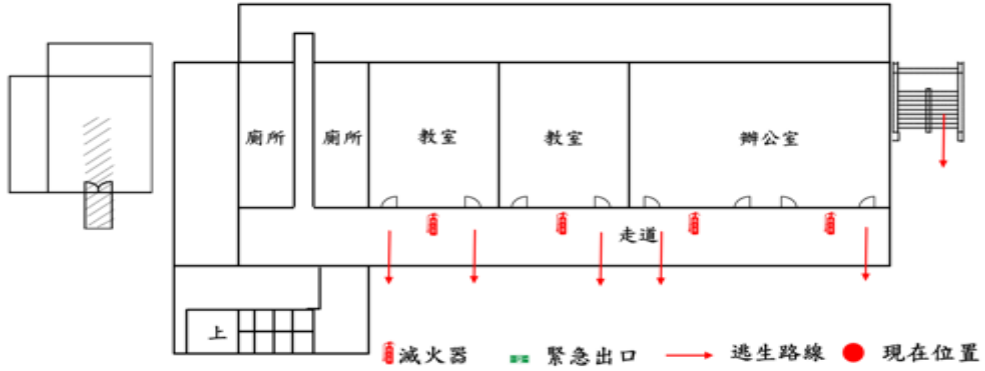 廁所 廁所 教室 教室 辦公室
走道
上
滅火器 緊急出口 逃生路線 現在位置